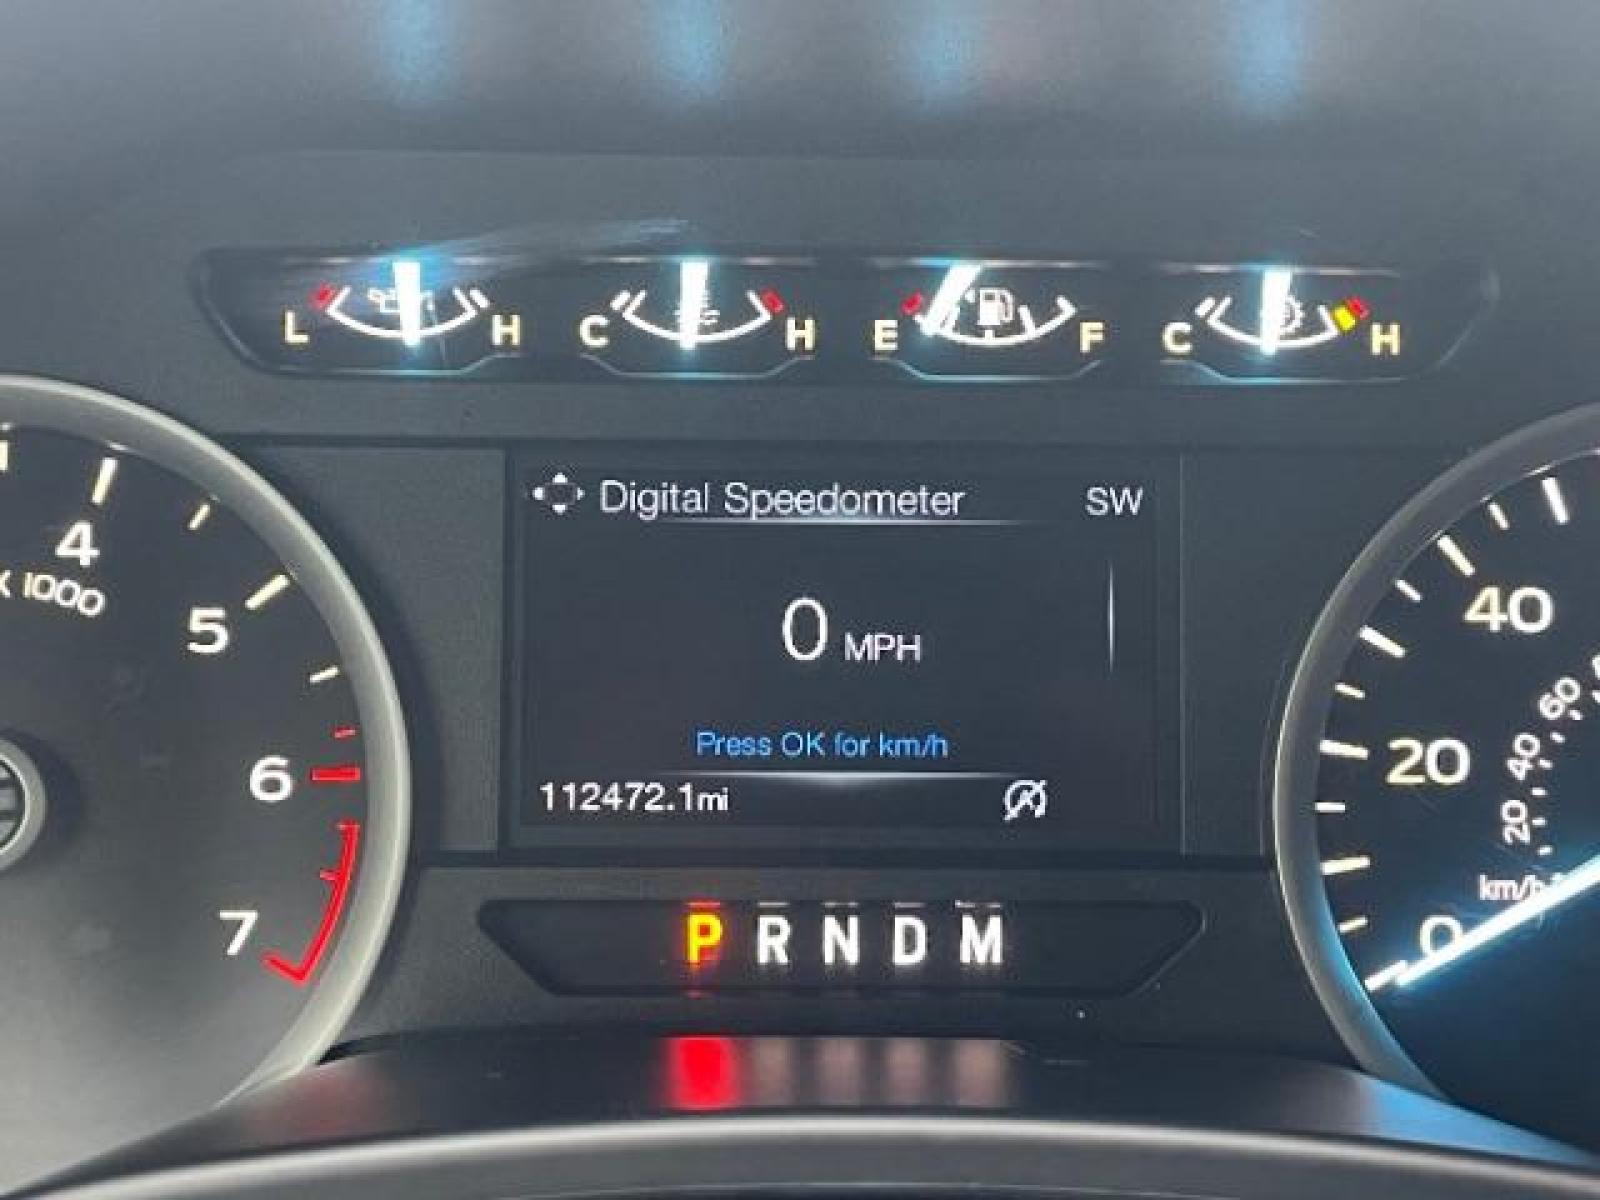 L H C H E F C H
Digital Speedometer SW
4
x 1000
5
6
7
0 MPH
Press OK for km/h
112472.1mi
P R N D M
40
20
0
60
40
20
km/h